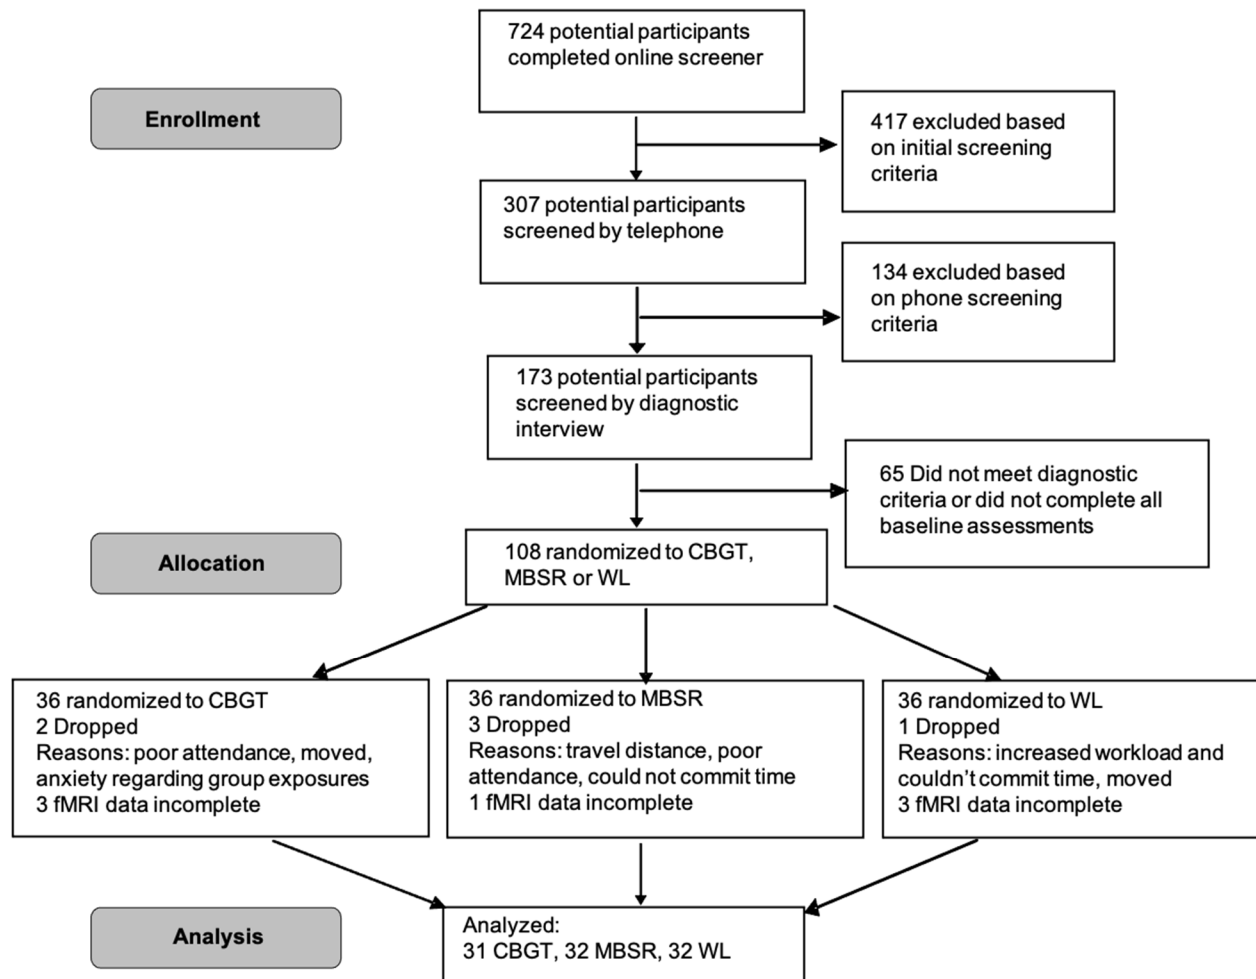 724 potential participants
completed online screener
Enrollment
417 excluded based
on initial screening
criteria
307 potential participants
screened by telephone
134 excluded based
on phone screening
criteria
173 potential participants
screened by diagnostic
interview
65 Did not meet diagnostic
criteria or did not complete all
baseline assessments
Allocation
108 randomized to CBGT,
MBSR or WL
36 randomized to CBGT
2 Dropped
Reasons: poor attendance, moved,
anxiety regarding group exposures
3 fMRI data incomplete
36 randomized to MBSR
3 Dropped
Reasons: travel distance, poor
attendance, could not commit time
1 fMRI data incomplete
36 randomized to WL
1 Dropped
Reasons: increased workload and
couldn't commit time, moved
3 fMRI data incomplete
Analysis
Analyzed:
31 CBGT, 32 MBSR, 32 WL